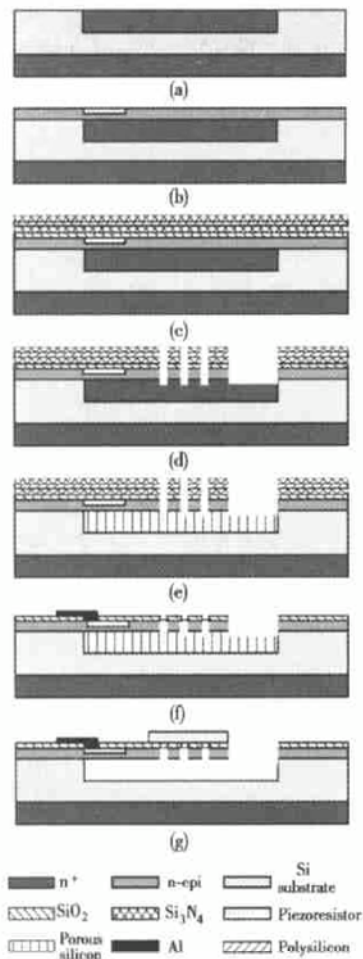 (a)
(b)
(c)
(d)
(e)
(f)
(g)
n+
n-epi
Si
substrate
SiO2
Si3N4
Piezoresistor
Porous
silicon
Al
Polysilicon